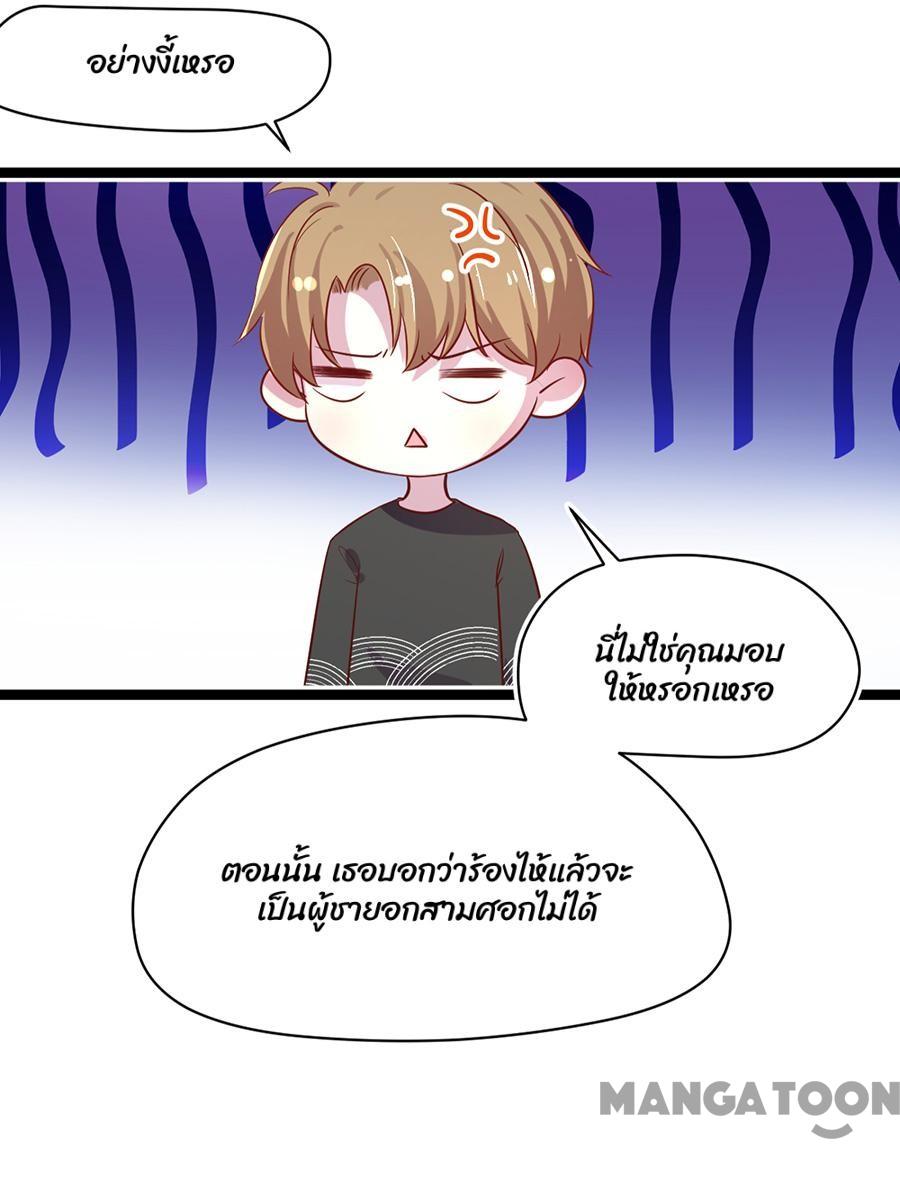 อย่างงี้เหรอ
นี่ไม่ใช่คุณมอบ
ให้หรอกเหรอ
ตอนนั้น เธอบอกว่าร้องไห้แล้วจะ
เป็นผู้ชายอกสามศอกไม่ได้
MANGATOON